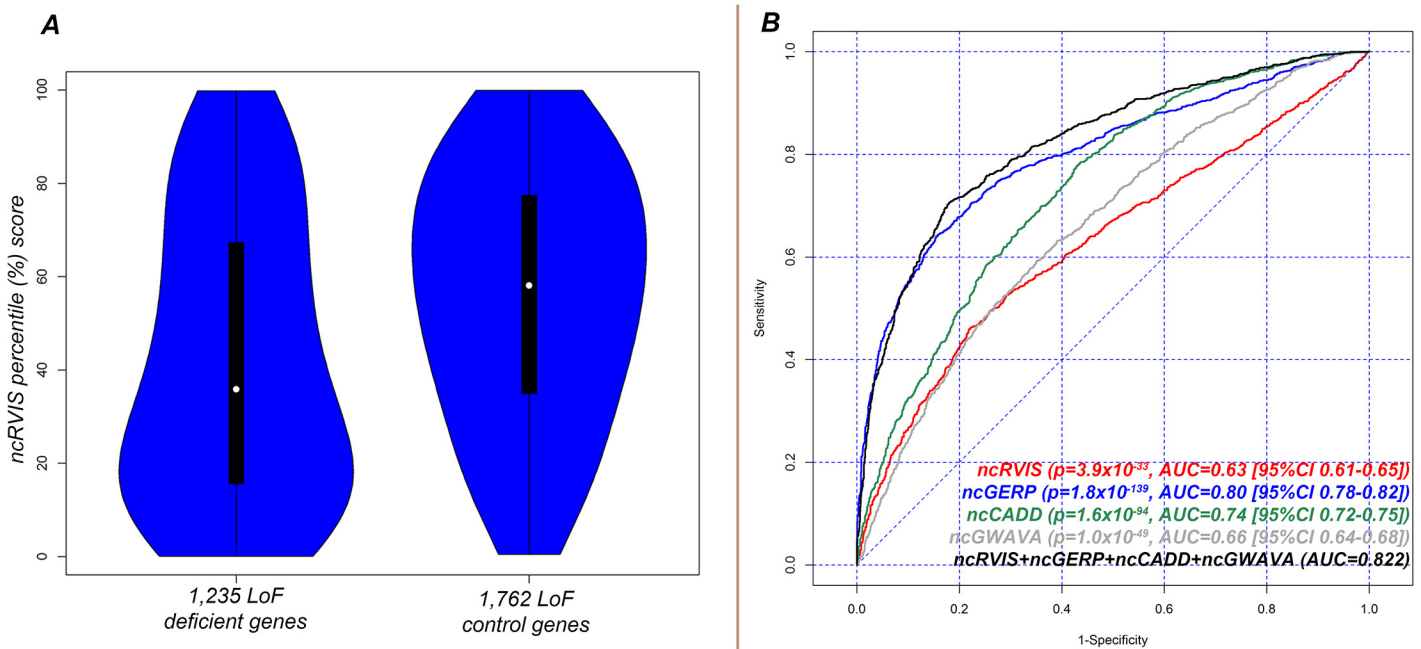 A
ncRVIS percentile (%) score
100
80
60
40
20
0
1,235 LoF
deficient genes
1,762 LoF
control genes
B
Sensitivity
1.0
0.8
0.6
0.4
0.2
0.0
ncRVIS (p=3.9x10⁻³³, AUC=0.63 [95%CI 0.61-0.65])
ncGERP (p=1.8x10⁻¹³⁹, AUC=0.80 [95%CI 0.78-0.82])
ncCADD (p=1.6x10⁻⁹⁴, AUC=0.74 [95%CI 0.72-0.75])
ncGWAVA (p=1.0x10⁻⁴⁹, AUC=0.66 [95%CI 0.64-0.68])
ncRVIS+ncGERP+ncCADD+ncGWAVA (AUC=0.822)
0.0 0.2 0.4 0.6 0.8 1.0
1-Specificity